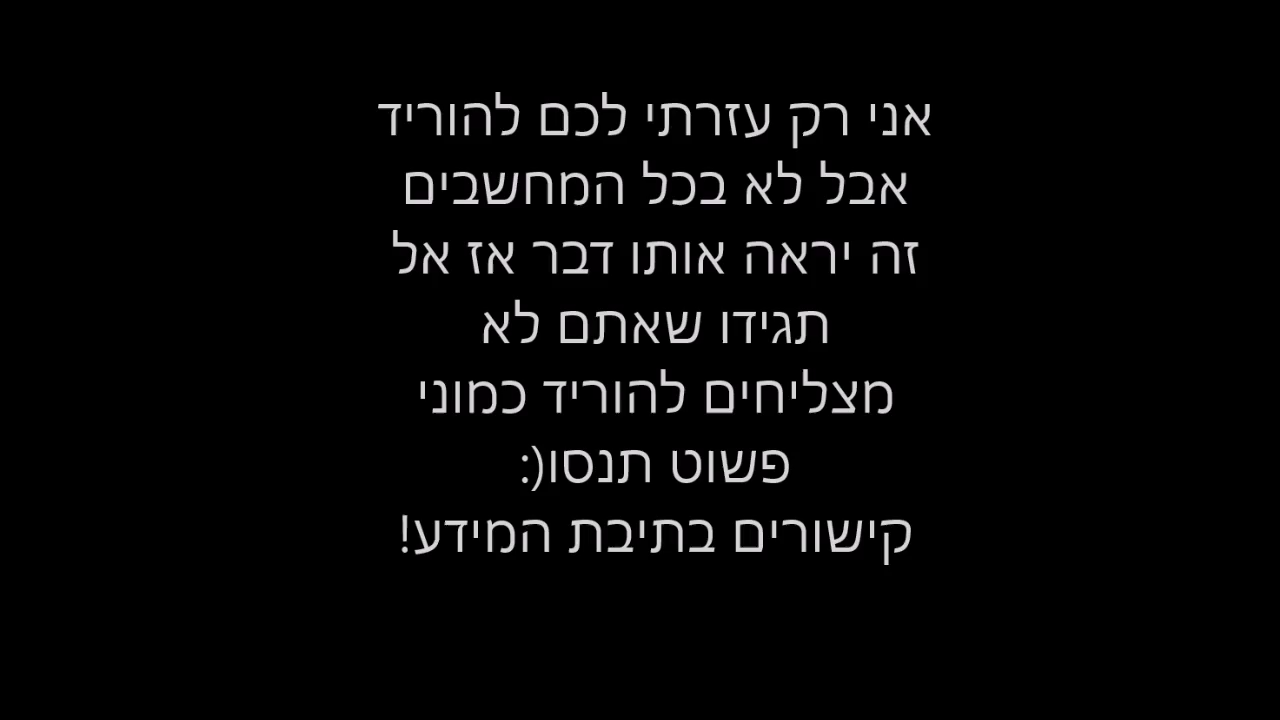 אני רק עזרתי לכם להוריד
אבל לא בכל המחשבים
זה יראה אותו דבר אז אל
תגידו שאתם לא
מצליחים להוריד כמוני
פשוט תנסו(:
קישורים בתיבת המידע!